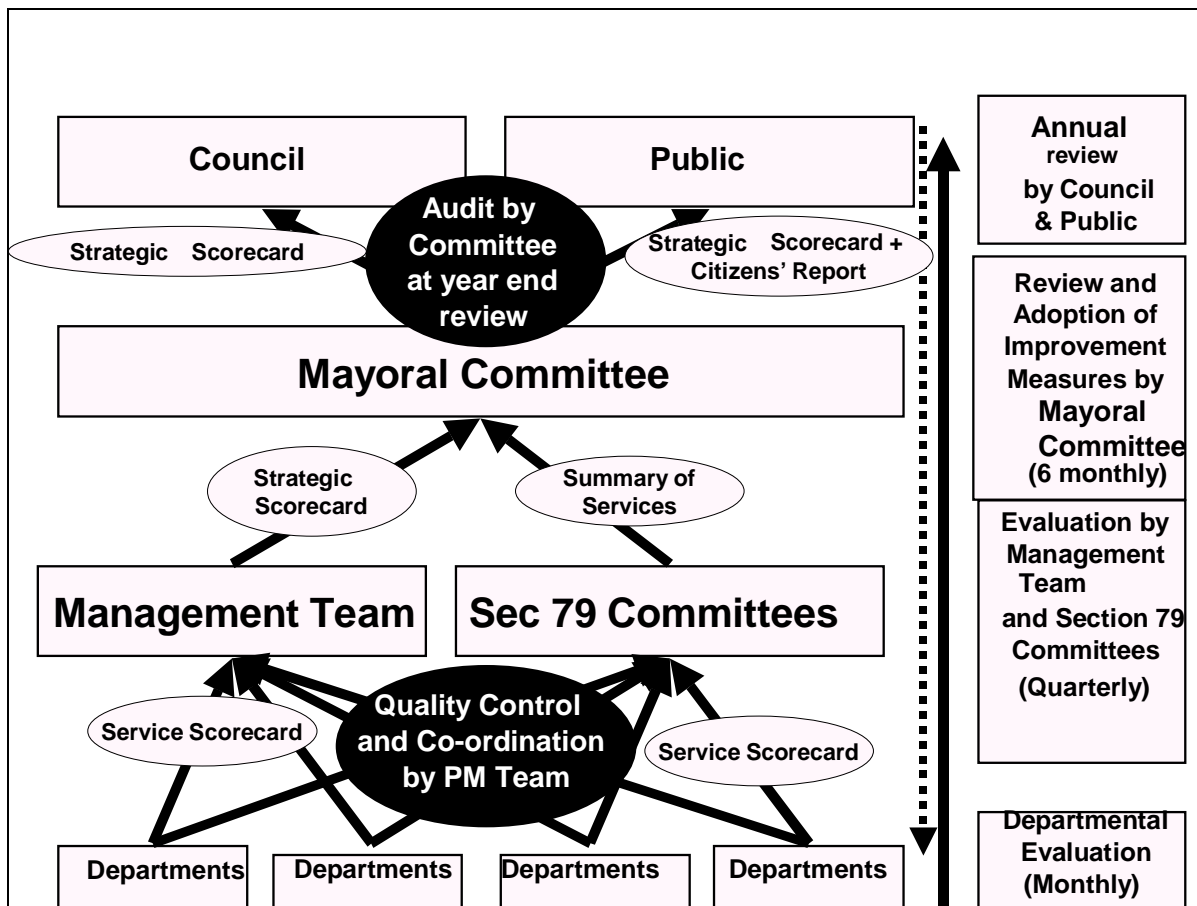 Council
Public
Audit by
Committee
at year end
review
Strategic Scorecard
Strategic Scorecard +
Citizens' Report
Mayoral Committee
Strategic
Scorecard
Summary of
Services
Management Team
Sec 79 Committees
Quality Control
and Co-ordination
by PM Team
Service Scorecard
Service Scorecard
Departments
Departments
Departments
Departments
Annual
review
by Council
& Public
Review and
Adoption of
Improvement
Measures by
Mayoral
Committee
(6 monthly)
Evaluation by
Management
Team
and Section 79
Committees
(Quarterly)
Departmental
Evaluation
(Monthly)